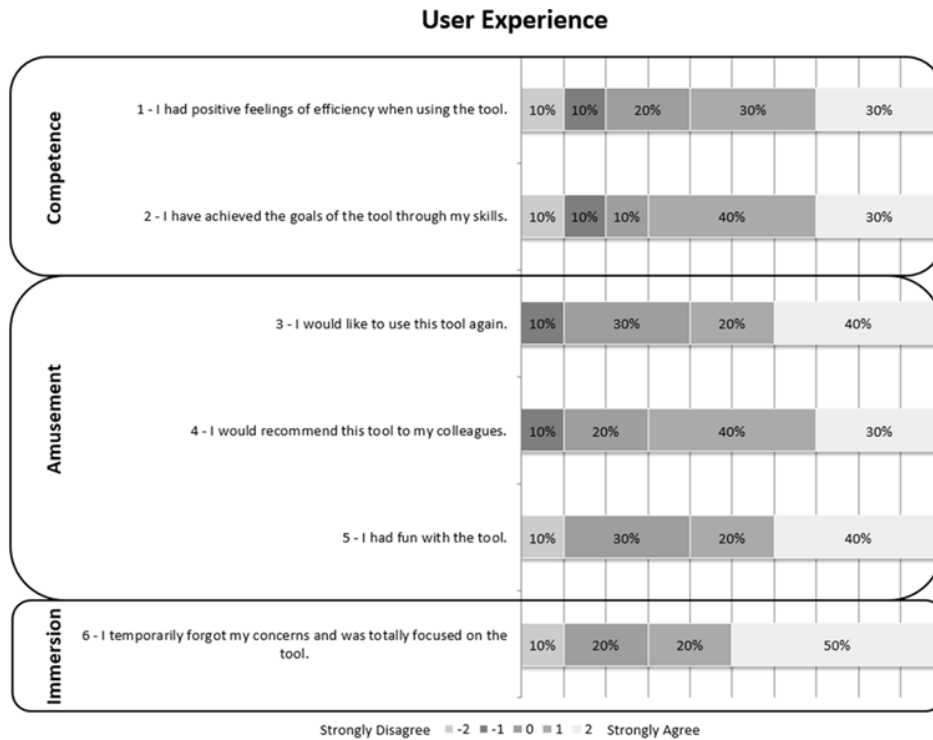 User Experience
Competence
1 - I had positive feelings of efficiency when using the tool.
10% 10% 20% 30% 30%
2 - I have achieved the goals of the tool through my skills.
10% 10% 10% 40% 30%
Amusement
3 - I would like to use this tool again.
10% 30% 20% 40%
4 - I would recommend this tool to my colleagues.
10% 20% 40% 30%
5 - I had fun with the tool.
10% 30% 20% 40%
Immersion
6 - I temporarily forgot my concerns and was totally focused on the
tool.
10% 20% 20% 50%
Strongly Disagree -2 -1 0 1 2 Strongly Agree